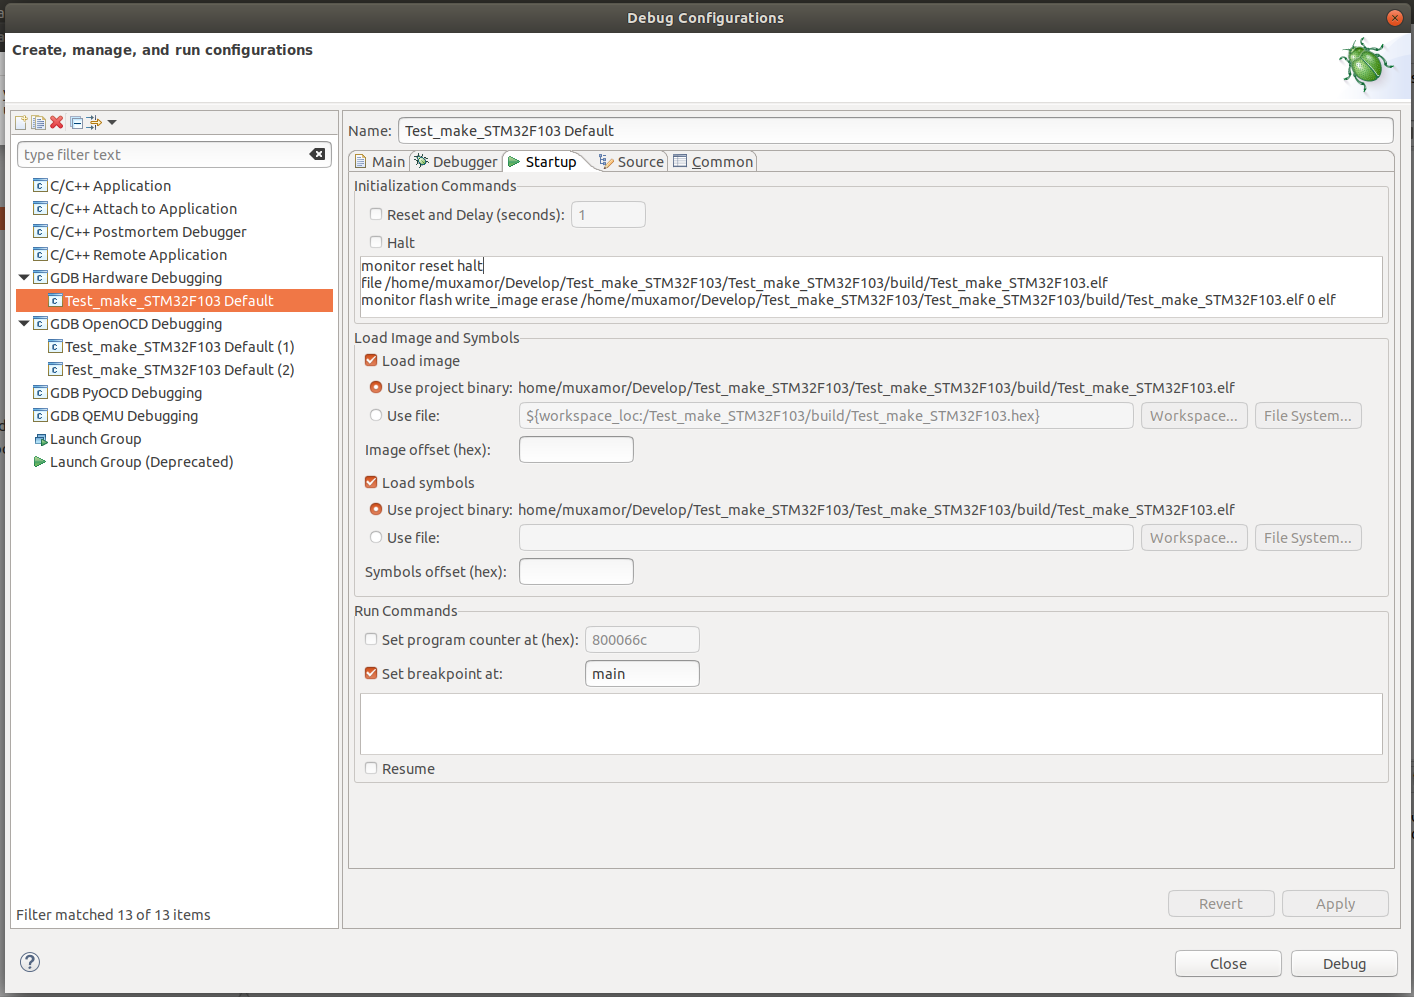 Debug Configurations
Create, manage, and run configurations
type filter text
C/C++ Application
C/C++ Attach to Application
C/C++ Postmortem Debugger
C/C++ Remote Application
GDB Hardware Debugging
Test_make_STM32F103 Default
GDB OpenOCD Debugging
Test_make_STM32F103 Default (1)
Test_make_STM32F103 Default (2)
GDB PyOCD Debugging
GDB QEMU Debugging
Launch Group
Launch Group (Deprecated)
Filter matched 13 of 13 items
Name: Test_make_STM32F103 Default
Main Debugger Startup Source Common
Initialization Commands
Reset and Delay (seconds): 1
Halt
monitor reset halt
file /home/muxamor/Develop/Test_make_STM32F103/Test_make_STM32F103/build/Test_make_STM32F103.elf
monitor flash write_image erase /home/muxamor/Develop/Test_make_STM32F103/Test_make_STM32F103/build/Test_make_STM32F103.elf 0 elf
Load Image and Symbols
Load image
Use project binary: home/muxamor/Develop/Test_make_STM32F103/Test_make_STM32F103/build/Test_make_STM32F103.elf
Use file: ${workspace_loc:/Test_make_STM32F103/build/Test_make_STM32F103.hex} Workspace... File System...
Image offset (hex):
Load symbols
Use project binary: home/muxamor/Develop/Test_make_STM32F103/Test_make_STM32F103/build/Test_make_STM32F103.elf
Use file: Workspace... File System...
Symbols offset (hex):
Run Commands
Set program counter at (hex): 800066c
Set breakpoint at: main
Resume
Revert Apply
? Close Debug